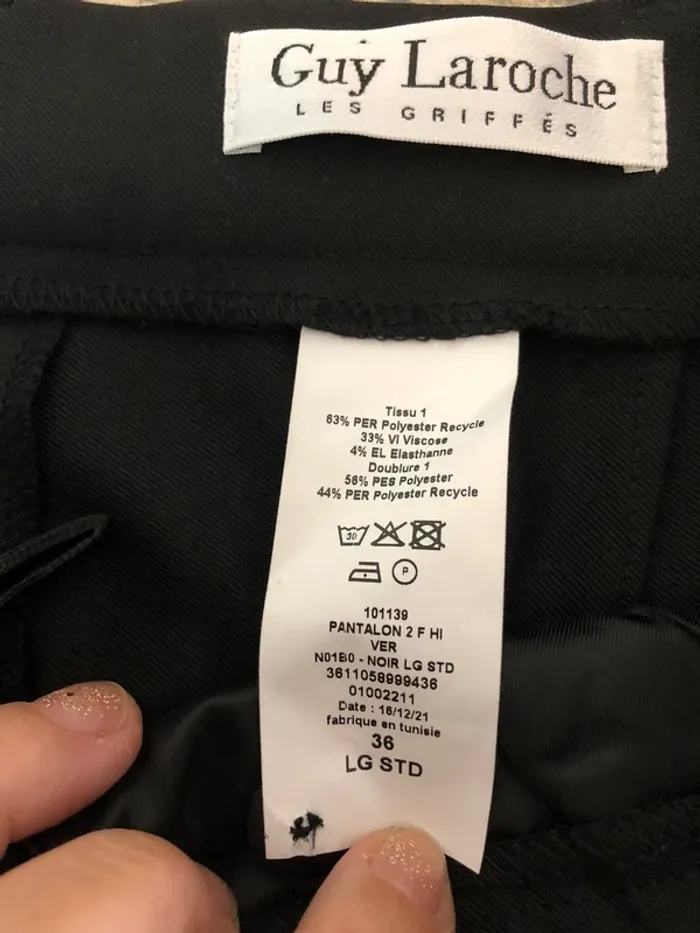 Guy Laroche
LES GRIFFÉS
Tissu 1
63% PER Polyester Recycle
33% VI Viscose
4% EL Elasthanne
Doublure 1
56% PES Polyester
44% PER Polyester Recycle
30
P
101139
PANTALON 2 F HI
VER
N01B0 - NOIR LG STD
3611058999436
01002211
Date : 16/12/21
fabrique en tunisie
36
LG STD